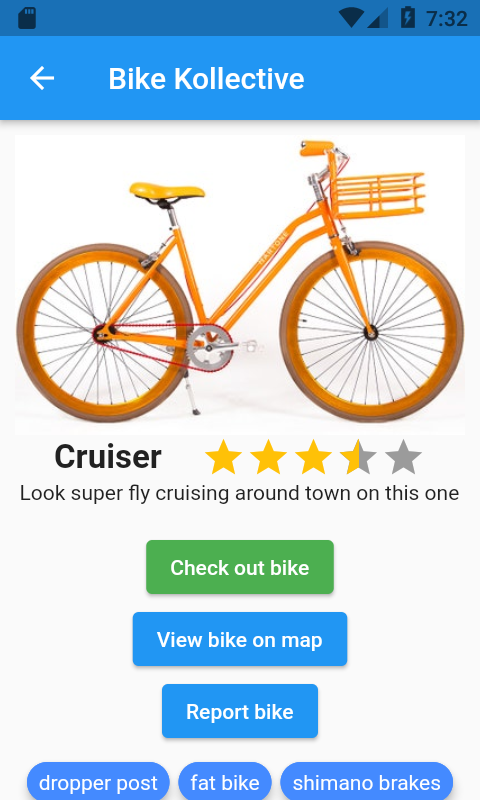 7:32
Bike Kollective
MARTONE
Cruiser
Look super fly cruising around town on this one
Check out bike
View bike on map
Report bike
dropper post fat bike shimano brakes